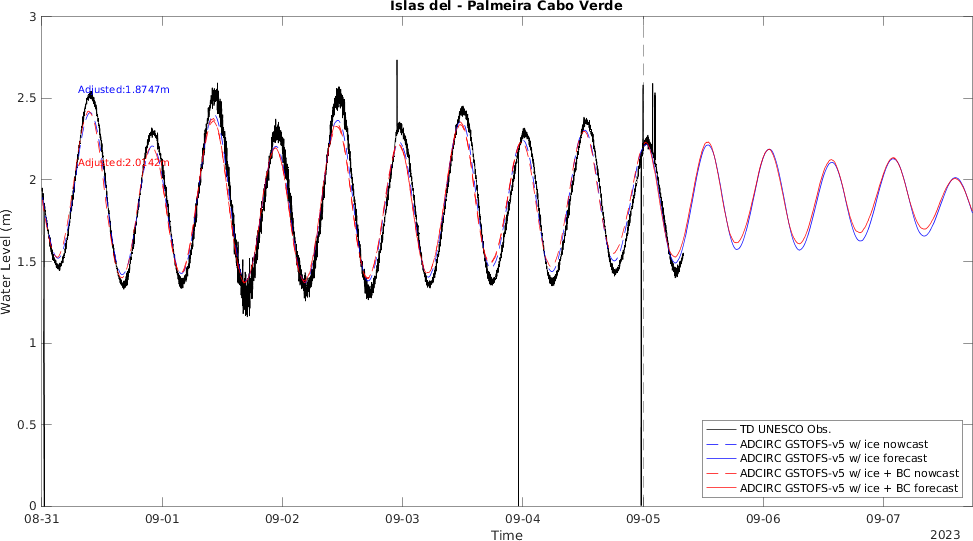 Islas del - Palmeira Cabo Verde
3
2.5
2
1.5
1
0.5
0
Water Level (m)
Adjusted:1.8747m
Adjusted:2.0142m
08-31
09-01
09-02
09-03
09-04
09-05
09-06
09-07
Time
2023
TD UNESCO Obs.
ADCIRC GSTOFS-v5 w/ ice nowcast
ADCIRC GSTOFS-v5 w/ ice forecast
ADCIRC GSTOFS-v5 w/ ice + BC nowcast
ADCIRC GSTOFS-v5 w/ ice + BC forecast